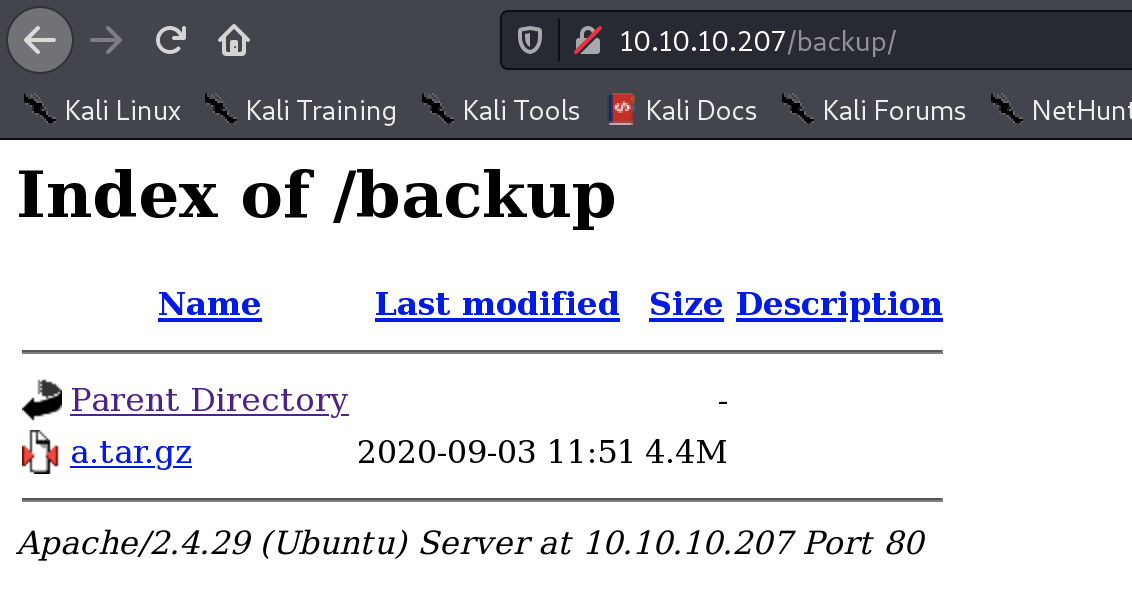 10.10.10.207/backup/
Kali Linux Kali Training Kali Tools Kali Docs Kali Forums NetHunt
Index of /backup
Name Last modified Size Description
Parent Directory -
a.tar.gz 2020-09-03 11:51 4.4M
Apache/2.4.29 (Ubuntu) Server at 10.10.10.207 Port 80